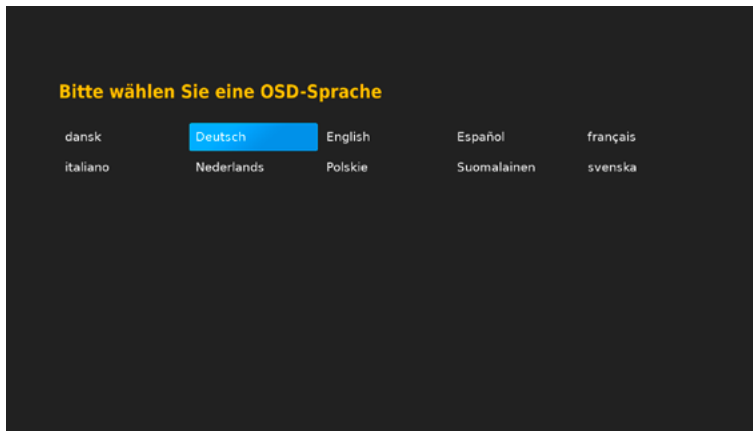 Bitte wählen Sie eine OSD-Sprache
dansk Deutsch English Español français
italiano Nederlands Polskie Suomalainen svenska